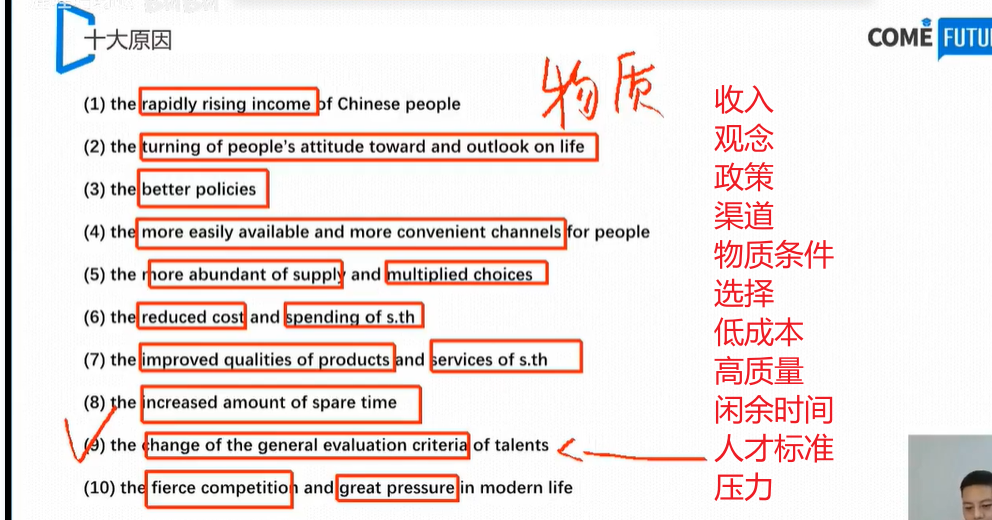 十大原因
COME FUTU
物质
(1) the rapidly rising income of Chinese people
(2) the turning of people's attitude toward and outlook on life
(3) the better policies
(4) the more easily available and more convenient channels for people
(5) the more abundant of supply and multiplied choices
(6) the reduced cost and spending of s.th
(7) the improved qualities of products and services of s.th
(8) the increased amount of spare time
(9) the change of the general evaluation criteria of talents
(10) the fierce competition and great pressure in modern life
收入
观念
政策
渠道
物质条件
选择
低成本
高质量
闲余时间
人才标准
压力